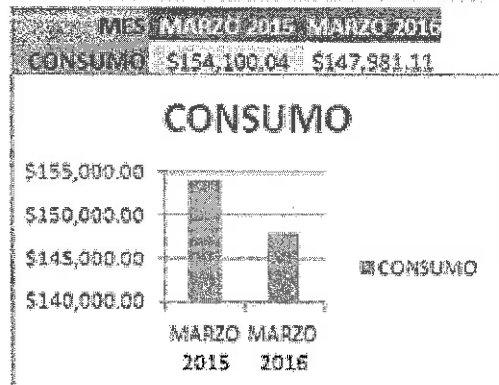 MES MARZO 2015 MARZO 2016
CONSUMO $154,100.04 $147,981.11
CONSUMO
$155,000.00
$150,000.00
$145,000.00
$140,000.00
CONSUMO
MARZO 2015
MARZO 2016